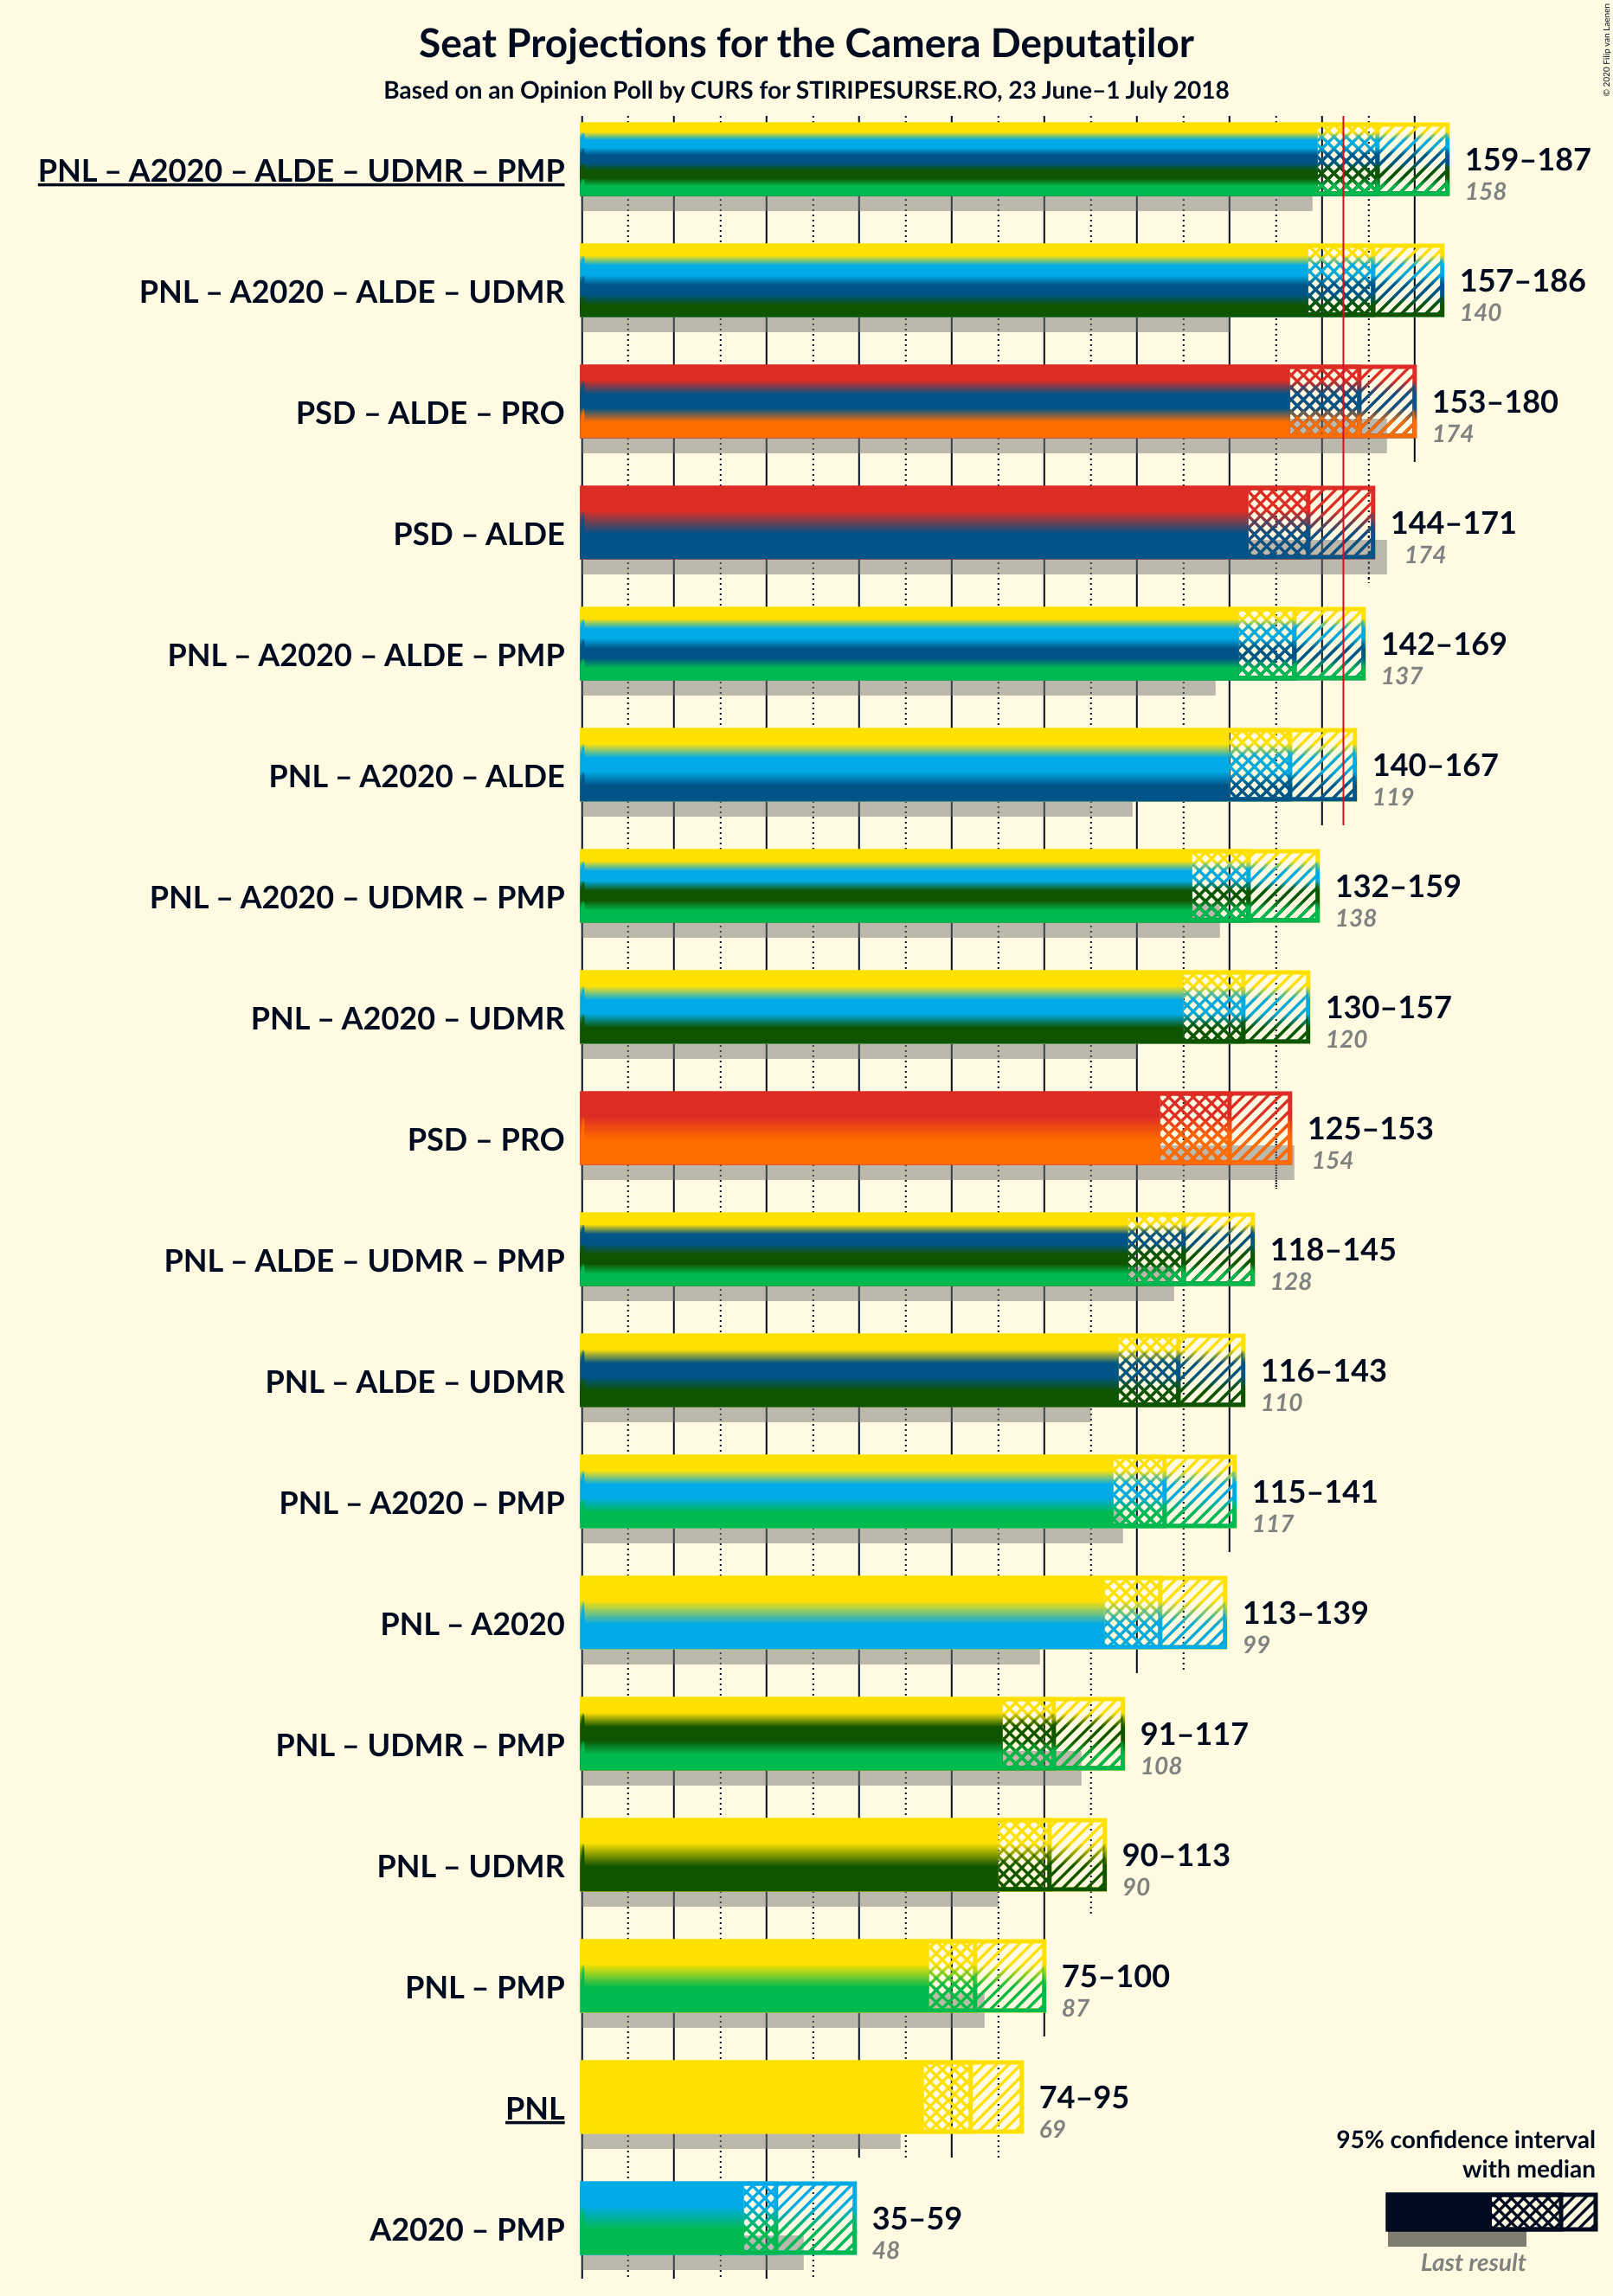 Seat Projections for the Camera Deputaților
Based on an Opinion Poll by CURS for STIRIPESURSE.RO, 23 June–1 July 2018
© 2020 Filip van Laenen
PNL – A2020 – ALDE – UDMR – PMP
159–187
158
PNL – A2020 – ALDE – UDMR
157–186
140
PSD – ALDE – PRO
153–180
174
PSD – ALDE
144–171
174
PNL – A2020 – ALDE – PMP
142–169
137
PNL – A2020 – ALDE
140–167
119
PNL – A2020 – UDMR – PMP
132–159
138
PNL – A2020 – UDMR
130–157
120
PSD – PRO
125–153
154
PNL – ALDE – UDMR – PMP
118–145
128
PNL – ALDE – UDMR
116–143
110
PNL – A2020 – PMP
115–141
117
PNL – A2020
113–139
99
PNL – UDMR – PMP
91–117
108
PNL – UDMR
90–113
90
PNL – PMP
75–100
87
PNL
74–95
69
A2020 – PMP
35–59
48
95% confidence interval
with median
Last result